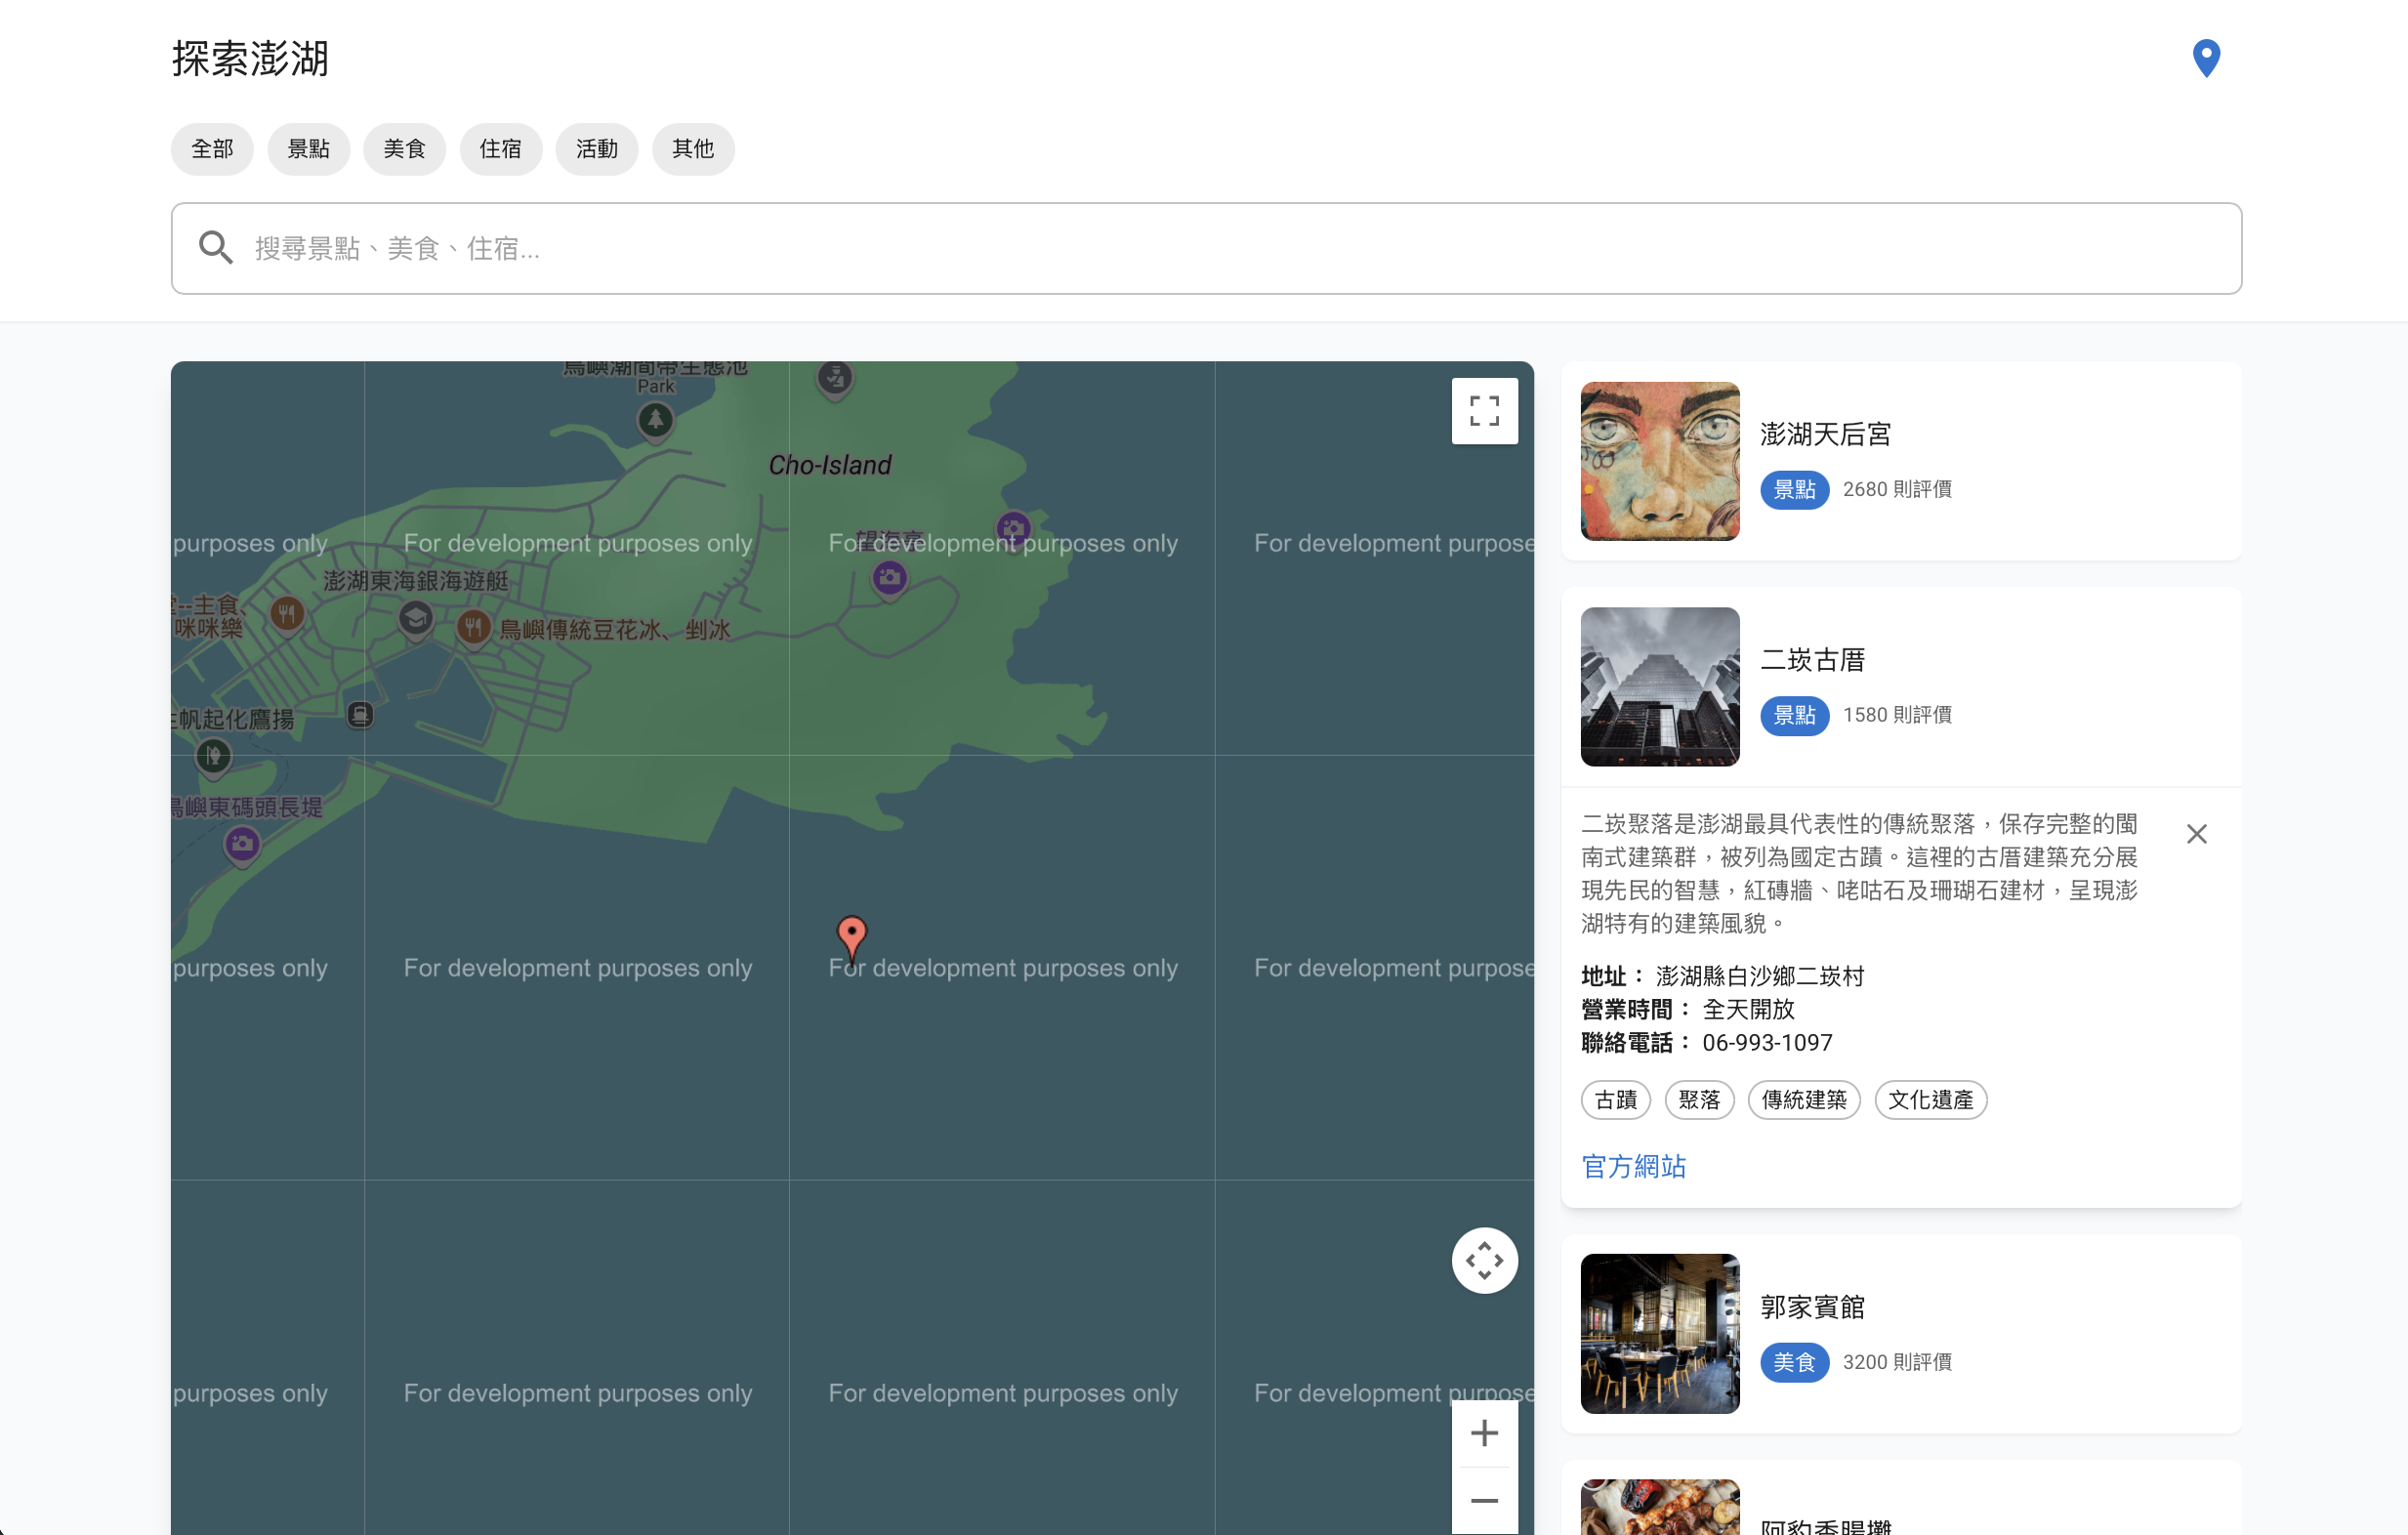 探索澎湖
全部 景點 美食 住宿 活動 其他
搜尋景點、美食、住宿...
鳥嶼潮間帶生態池
Park
Cho-Island
望海亭
purposes only
For development purposes only
For development purposes only
For development purpose
澎湖東海銀海遊艇
--主食、
咪咪樂
鳥嶼傳統豆花冰、剉冰
帆起化鷹揚
鳥嶼東碼頭長堤
purposes only
For development purposes only
For development purposes only
For development purpose
purposes only
For development purposes only
For development purposes only
For development purpose
澎湖天后宮
景點 2680 則評價
二崁古厝
景點 1580 則評價
二崁聚落是澎湖最具代表性的傳統聚落，保存完整的閩
南式建築群，被列為國定古蹟。這裡的古厝建築充分展
現先民的智慧，紅磚牆、咾咕石及珊瑚石建材，呈現澎
湖特有的建築風貌。
地址： 澎湖縣白沙鄉二崁村
營業時間： 全天開放
聯絡電話： 06-993-1097
古蹟 聚落 傳統建築 文化遺產
官方網站
郭家賓館
美食 3200 則評價
阿豹香腸攤